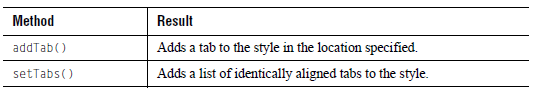 Method Result
addTab() Adds a tab to the style in the location specified.
setTabs() Adds a list of identically aligned tabs to the style.